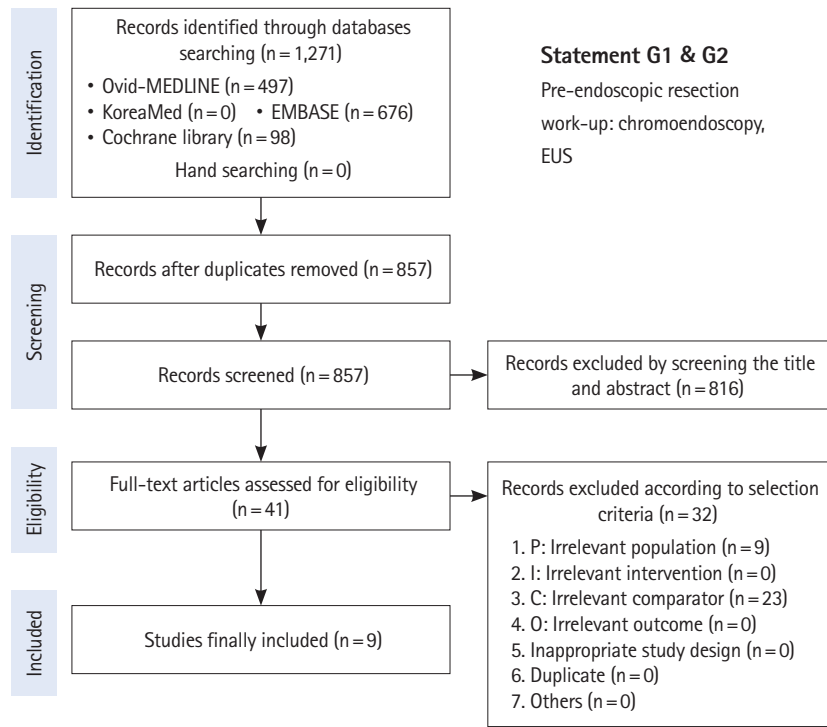 Identification
Records identified through databases
searching (n=1,271)
• Ovid-MEDLINE (n=497)
• KoreaMed (n=0) • EMBASE (n=676)
• Cochrane library (n=98)
Hand searching (n=0)
Statement G1 & G2
Pre-endoscopic resection
work-up: chromoendoscopy,
EUS
Screening
Records after duplicates removed (n=857)
Records screened (n=857)
Records excluded by screening the title
and abstract (n=816)
Eligibility
Full-text articles assessed for eligibility
(n=41)
Records excluded according to selection
criteria (n=32)
1. P: Irrelevant population (n=9)
2. I: Irrelevant intervention (n=0)
3. C: Irrelevant comparator (n=23)
4. O: Irrelevant outcome (n=0)
5. Inappropriate study design (n=0)
6. Duplicate (n=0)
7. Others (n=0)
Included
Studies finally included (n=9)